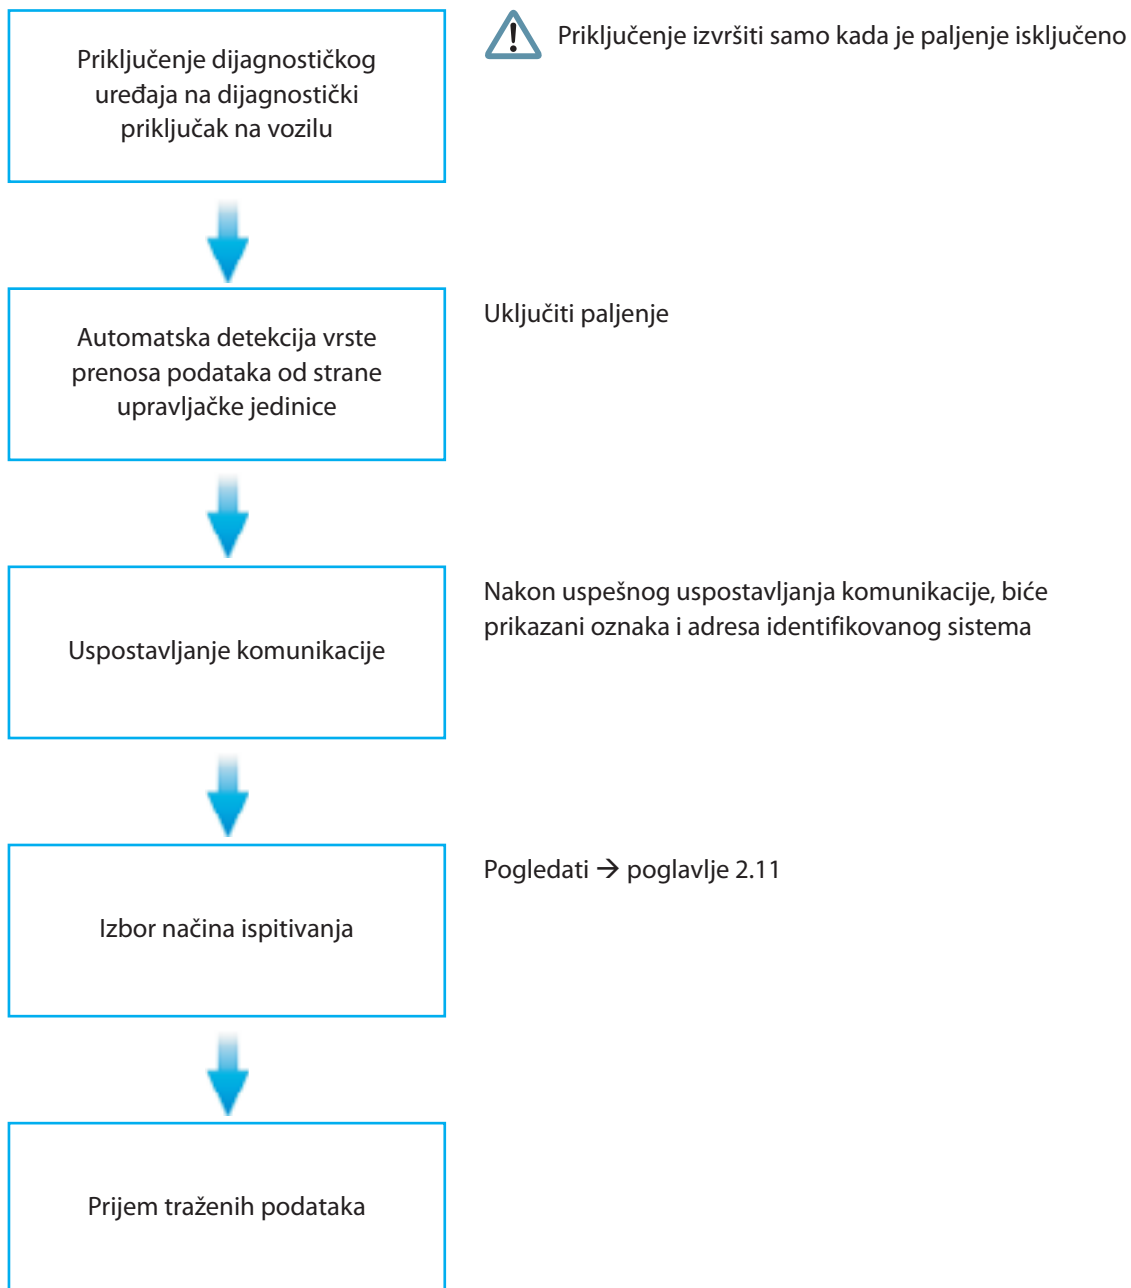 Priključenje dijagnostičkog
uređaja na dijagnostički
priključak na vozilu
Priključenje izvršiti samo kada je paljenje isključeno
Automatska detekcija vrste
prenosa podataka od strane
upravljačke jedinice
Uključiti paljenje
Uspostavljanje komunikacije
Nakon uspešnog uspostavljanja komunikacije, biće
prikazani oznaka i adresa identifikovanog sistema
Izbor načina ispitivanja
Pogledati → poglavlje 2.11
Prijem traženih podataka